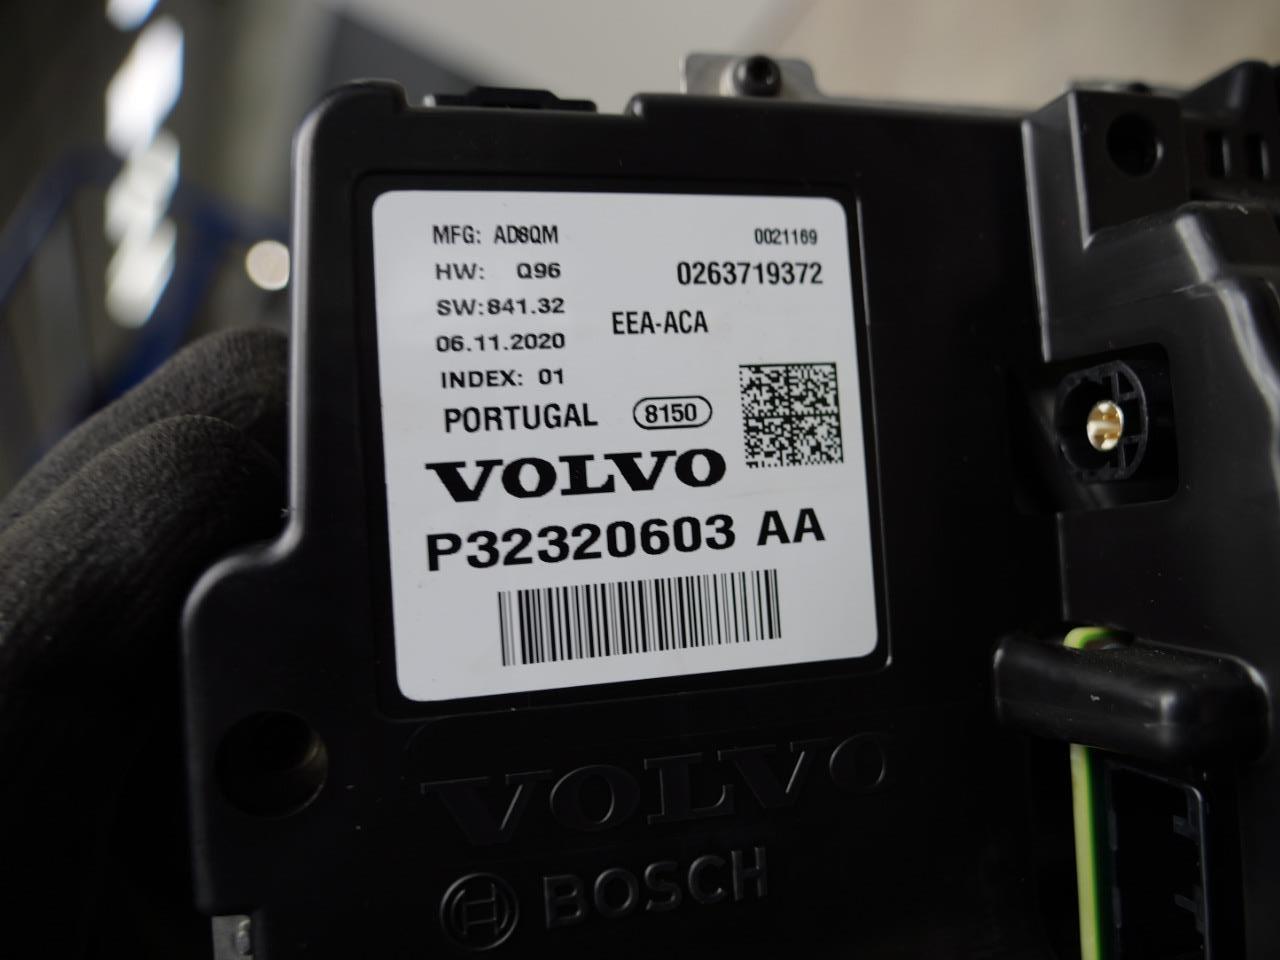 MFG: AD8QM
0021169
HW: Q96
0263719372
SW:841.32
EEA-ACA
06.11.2020
INDEX: 01
PORTUGAL 8150
VOLVO
P32320603 AA
VOLVO
BOSCH